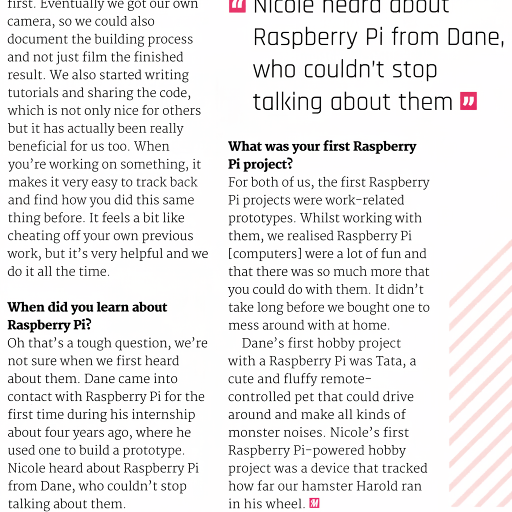 first. Eventually we got our own
camera, so we could also
document the building process
and not just film the finished
result. We also started writing
tutorials and sharing the code,
which is not only nice for others
but it has actually been really
beneficial for us too. When
you're working on something, it
makes it very easy to track back
and find how you did this same
thing before. It feels a bit like
cheating off your own previous
work, but it's very helpful and we
do it all the time.
When did you learn about
Raspberry Pi?
Oh that's a tough question, we're
not sure when we first heard
about them. Dane came into
contact with Raspberry Pi for the
first time during his internship
about four years ago, where he
used one to build a prototype.
Nicole heard about Raspberry Pi
from Dane, who couldn't stop
talking about them.
❝ Nicole heard about
Raspberry Pi from Dane,
who couldn't stop
talking about them ❞
What was your first Raspberry
Pi project?
For both of us, the first Raspberry
Pi projects were work-related
prototypes. Whilst working with
them, we realised Raspberry Pi
[computers] were a lot of fun and
that there was so much more that
you could do with them. It didn't
take long before we bought one to
mess around with at home.
Dane's first hobby project
with a Raspberry Pi was Tata, a
cute and fluffy remote-
controlled pet that could drive
around and make all kinds of
monster noises. Nicole's first
Raspberry Pi-powered hobby
project was a device that tracked
how far our hamster Harold ran
in his wheel.